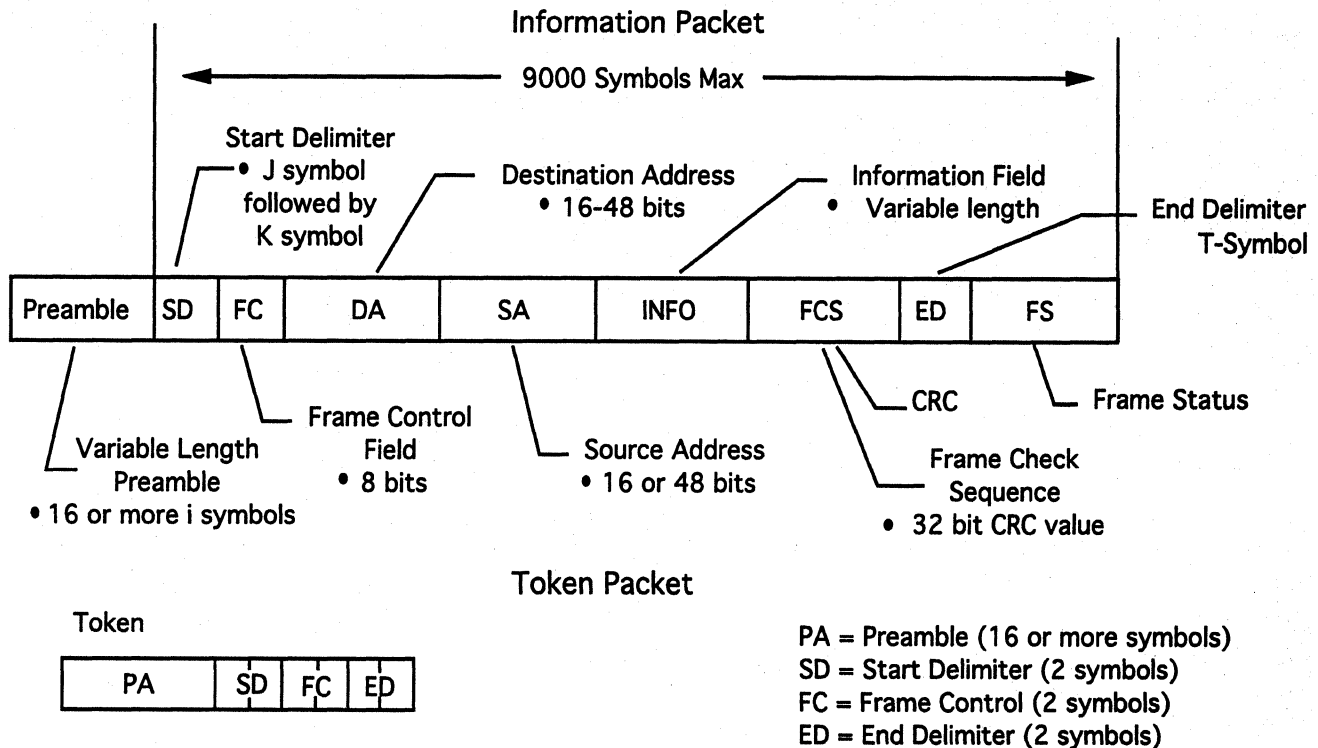 Information Packet
9000 Symbols Max
Start Delimiter
• J symbol
followed by
K symbol
Destination Address
• 16-48 bits
Information Field
• Variable length
End Delimiter
T-Symbol
Preamble SD FC DA SA INFO FCS ED FS
Variable Length
Preamble
• 16 or more i symbols
Frame Control
Field
• 8 bits
Source Address
• 16 or 48 bits
CRC
Frame Check
Sequence
• 32 bit CRC value
Frame Status
Token Packet
Token
PA SD FC ED
PA = Preamble (16 or more symbols)
SD = Start Delimiter (2 symbols)
FC = Frame Control (2 symbols)
ED = End Delimiter (2 symbols)